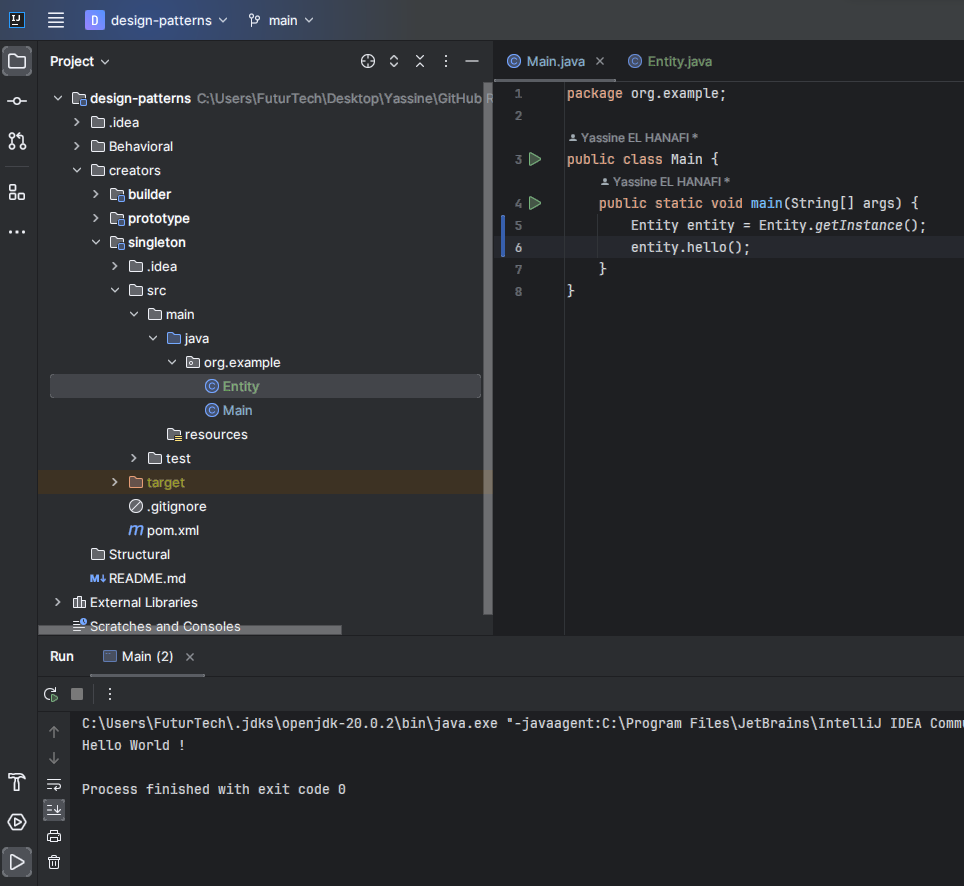 IJ
D design-patterns
main
Project
design-patterns C:\Users\FuturTech\Desktop\Yassine\GitHub R
.idea
Behavioral
creators
builder
prototype
singleton
.idea
src
main
java
org.example
Entity
Main
resources
test
target
.gitignore
m pom.xml
Structural
M↓ README.md
External Libraries
Scratches and Consoles
Main.java
Entity.java
1 package org.example;
2
Yassine EL HANAFI *
3 public class Main {
Yassine EL HANAFI *
4 public static void main(String[] args) {
5 Entity entity = Entity.getInstance();
6 entity.hello();
7 }
8 }
Run
Main (2)
C:\Users\FuturTech\.jdks\openjdk-20.0.2\bin\java.exe "-javaagent:C:\Program Files\JetBrains\IntelliJ IDEA Commu
Hello World !
Process finished with exit code 0